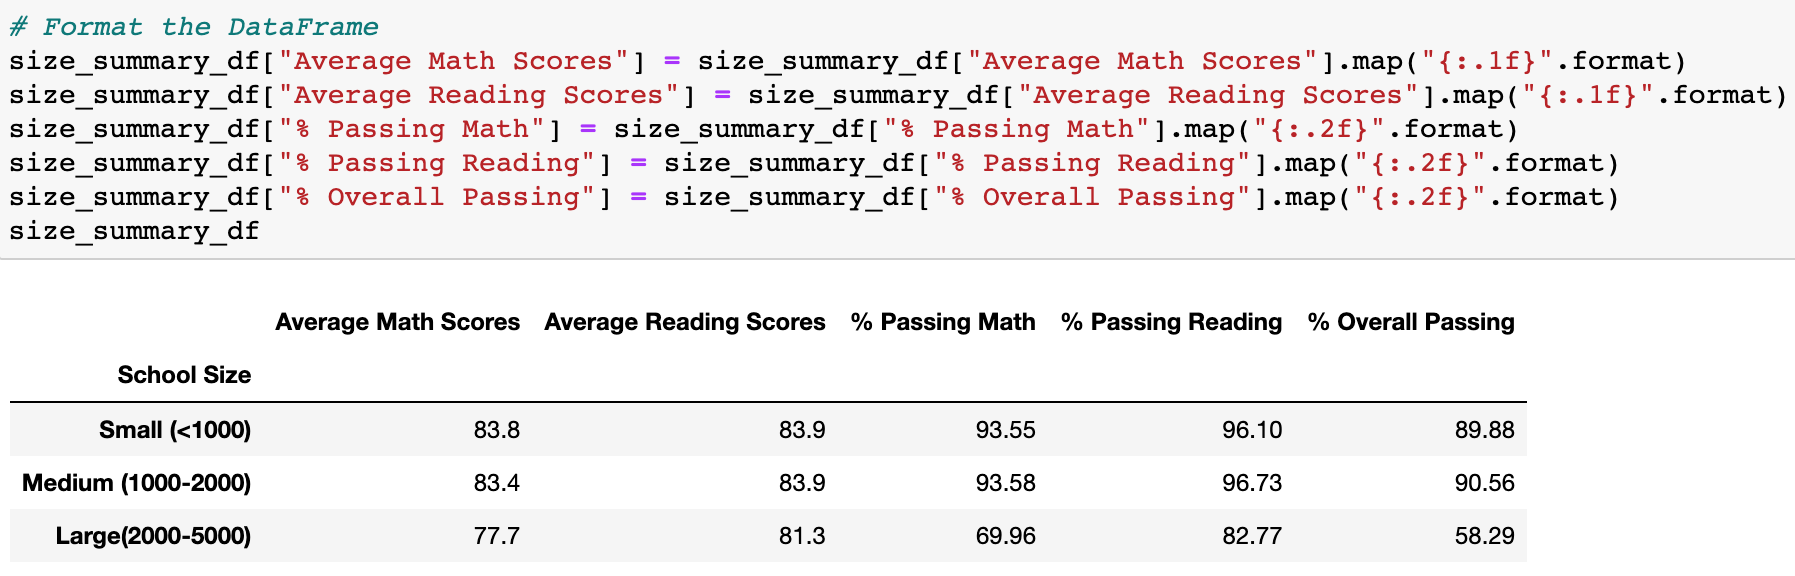 # Format the DataFrame
size_summary_df["Average Math Scores"] = size_summary_df["Average Math Scores"].map("{:.1f}".format)
size_summary_df["Average Reading Scores"] = size_summary_df["Average Reading Scores"].map("{:.1f}".format)
size_summary_df["% Passing Math"] = size_summary_df["% Passing Math"].map("{:.2f}".format)
size_summary_df["% Passing Reading"] = size_summary_df["% Passing Reading"].map("{:.2f}".format)
size_summary_df["% Overall Passing"] = size_summary_df["% Overall Passing"].map("{:.2f}".format)
size_summary_df
Average Math Scores Average Reading Scores % Passing Math % Passing Reading % Overall Passing
School Size
Small (<1000) 83.8 83.9 93.55 96.10 89.88
Medium (1000-2000) 83.4 83.9 93.58 96.73 90.56
Large(2000-5000) 77.7 81.3 69.96 82.77 58.29